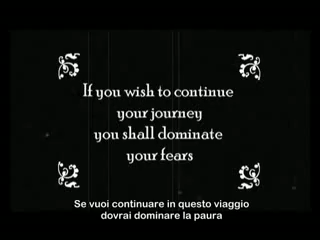 If you wish to continue
your journey
you shall dominate
your fears
Se vuoi continuare in questo viaggio
dovrai dominare la paura